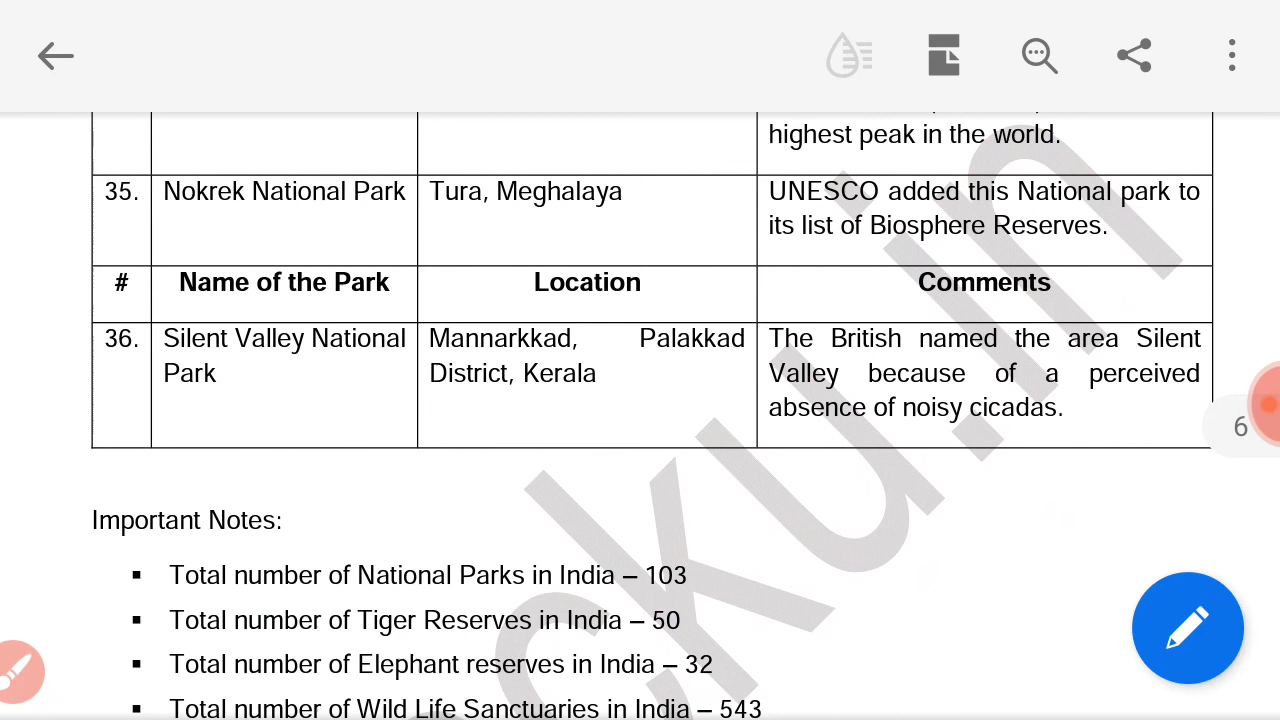 highest peak in the world.
35. Nokrek National Park Tura, Meghalaya UNESCO added this National park to
its list of Biosphere Reserves.
# Name of the Park Location Comments
36. Silent Valley National Mannarkkad, Palakkad The British named the area Silent
Park District, Kerala Valley because of a perceived
absence of noisy cicadas.
6
Important Notes:
▪ Total number of National Parks in India – 103
▪ Total number of Tiger Reserves in India – 50
▪ Total number of Elephant reserves in India – 32
▪ Total number of Wild Life Sanctuaries in India – 543
cku.in